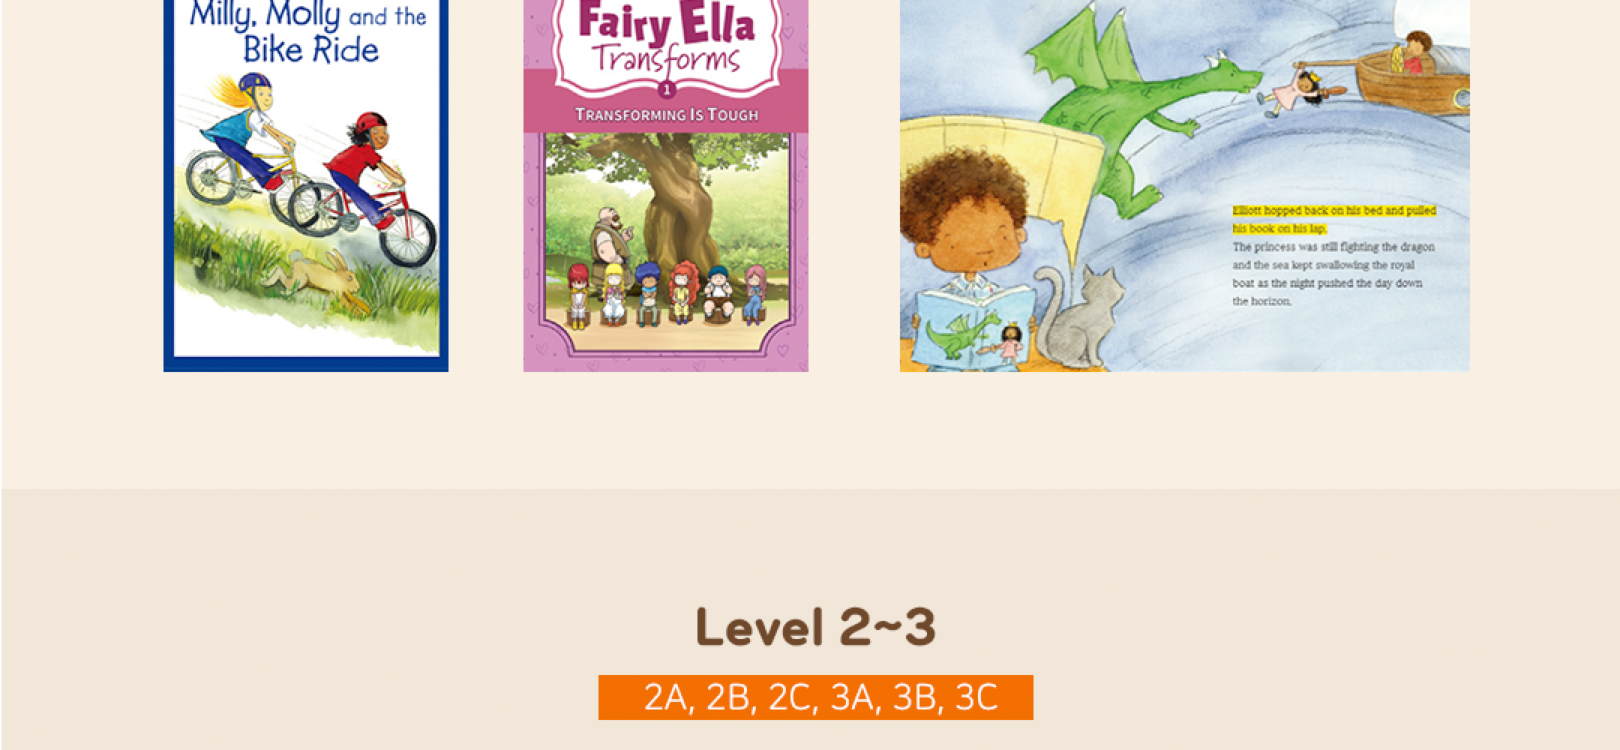 Milly, Molly and the
Bike Ride
Fairy Ella
Transforms
1
TRANSFORMING IS TOUGH
Elliott hopped back on his bed and pulled
his book on his lap.
The princess was still fighting the dragon
and the sea kept swallowing the royal
boat as the night pushed the day down
the horizon.
Level 2~3
2A, 2B, 2C, 3A, 3B, 3C